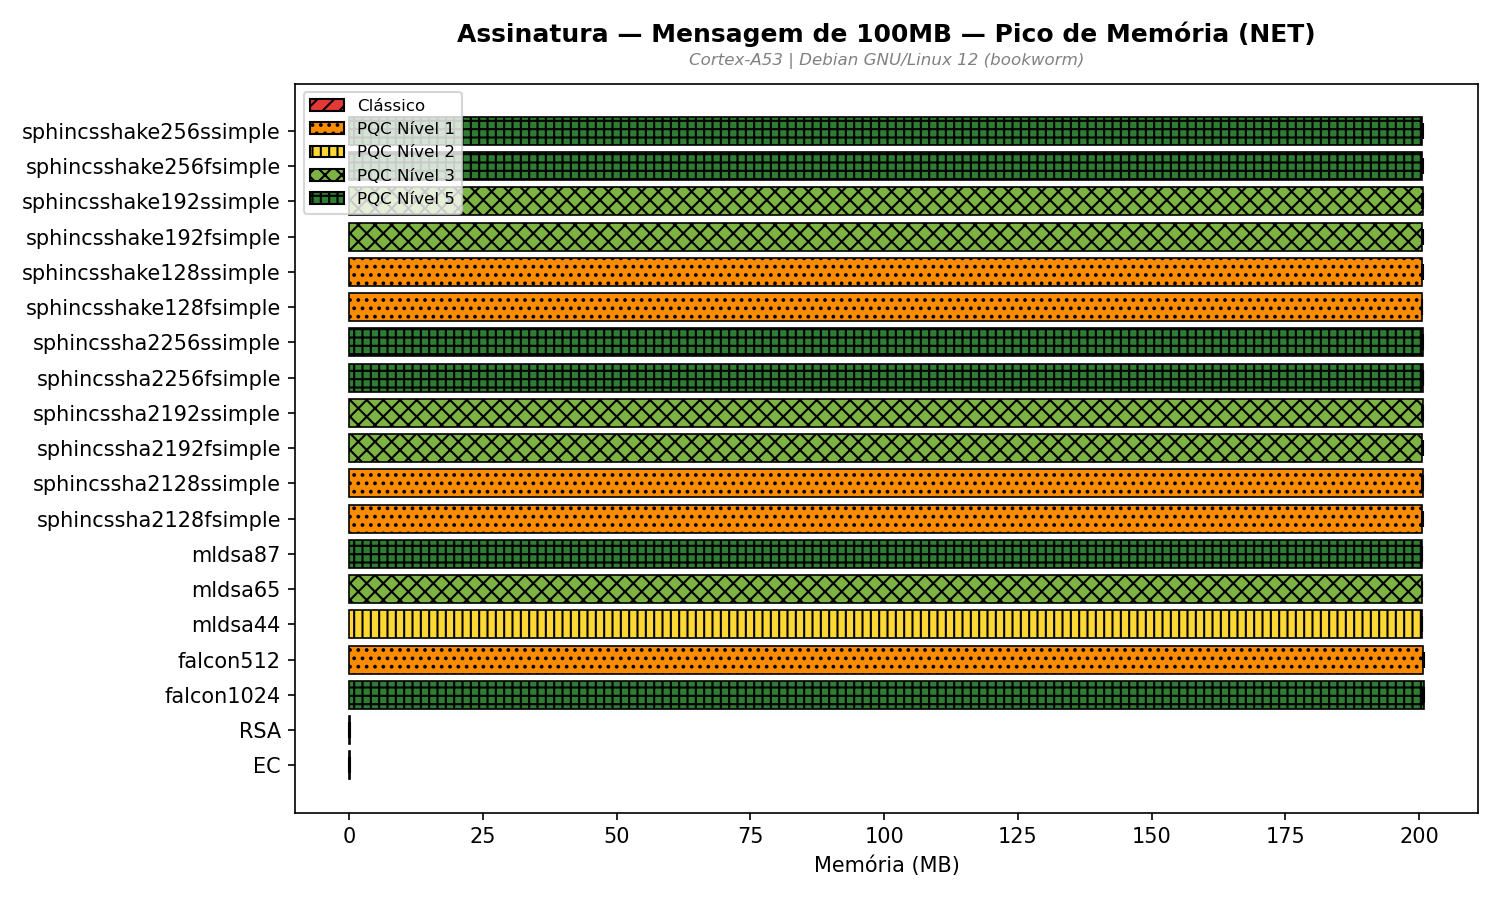 Assinatura — Mensagem de 100MB — Pico de Memória (NET)
Cortex-A53 | Debian GNU/Linux 12 (bookworm)
Clássico
PQC Nível 1
PQC Nível 2
PQC Nível 3
PQC Nível 5
sphincsshake256ssimple
sphincsshake256fsimple
sphincsshake192ssimple
sphincsshake192fsimple
sphincsshake128ssimple
sphincsshake128fsimple
sphincssha2256ssimple
sphincssha2256fsimple
sphincssha2192ssimple
sphincssha2192fsimple
sphincssha2128ssimple
sphincssha2128fsimple
mldsa87
mldsa65
mldsa44
falcon512
falcon1024
RSA
EC
0 25 50 75 100 125 150 175 200
Memória (MB)